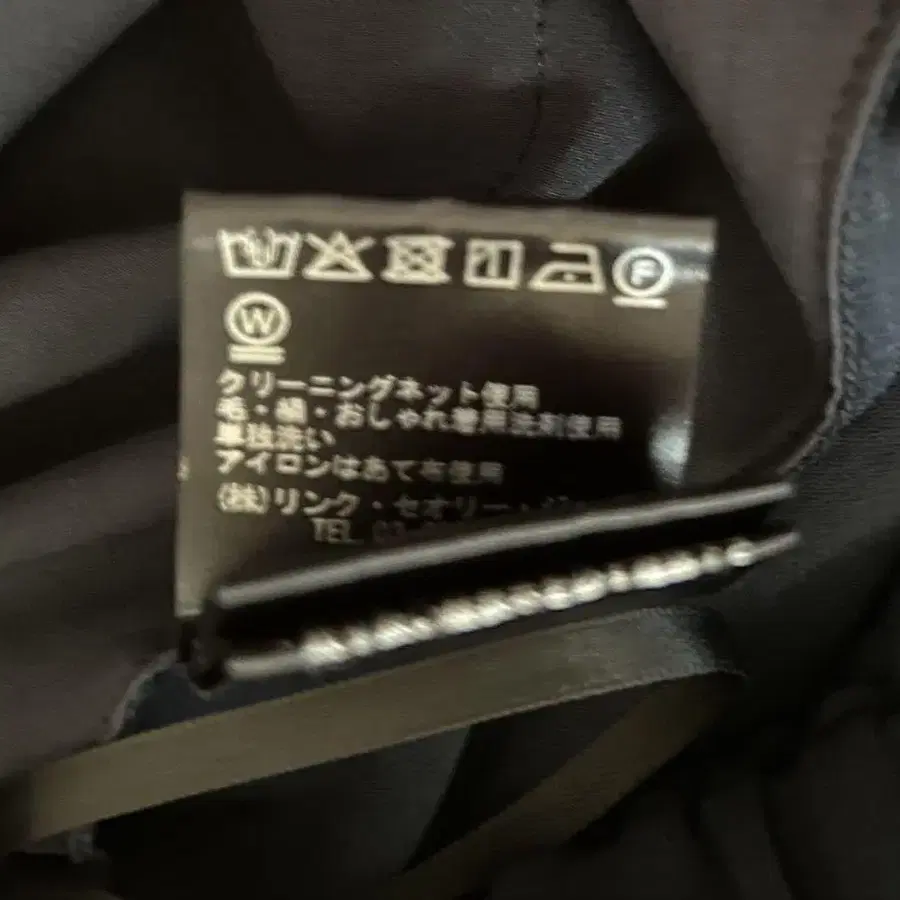 F
W
クリーニングネット使用
毛・絹・おしゃれ着用洗剤使用
単独洗い
アイロンはあて布使用
(株)リンク・セオリー・
TEL 03-